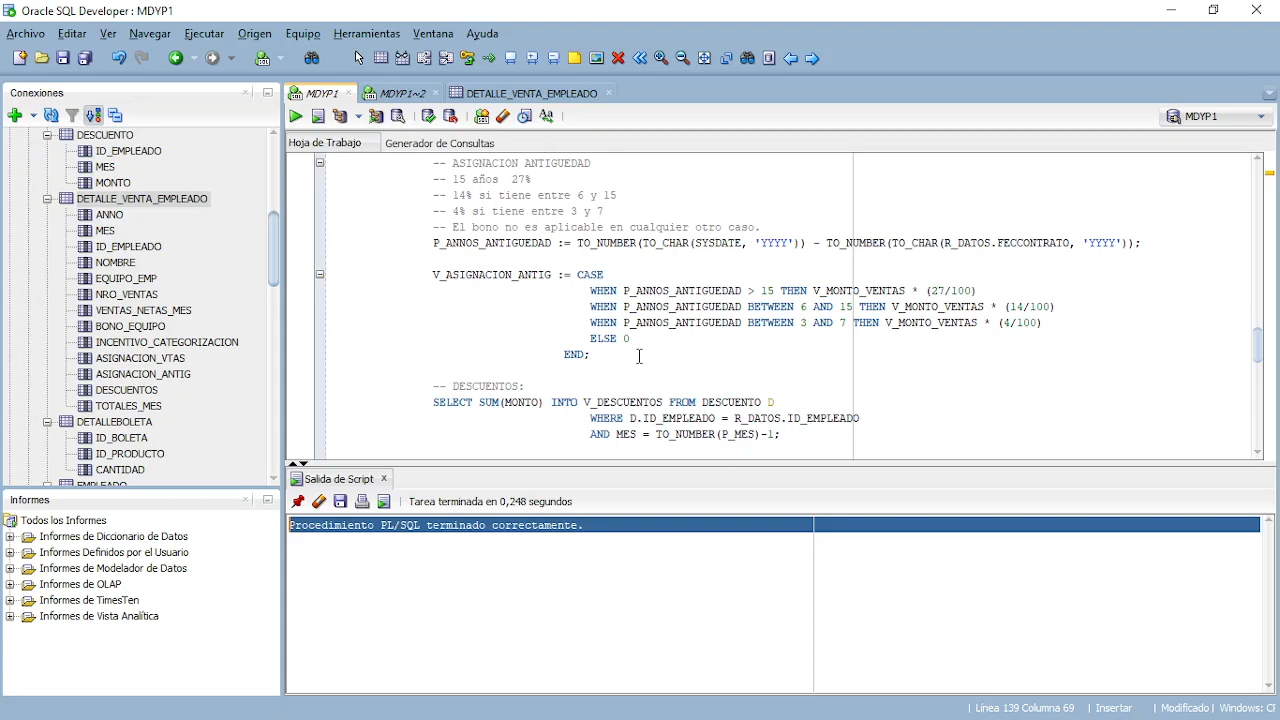 Oracle SQL Developer : MDYP1
Archivo Editar Ver Navegar Ejecutar Origen Equipo Herramientas Ventana Ayuda
Conexiones
DESCUENTO
ID_EMPLEADO
MES
MONTO
DETALLE_VENTA_EMPLEADO
ANNO
MES
ID_EMPLEADO
NOMBRE
EQUIPO_EMP
NRO_VENTAS
VENTAS_NETAS_MES
BONO_EQUIPO
INCENTIVO_CATEGORIZACION
ASIGNACION_VTAS
ASIGNACION_ANTIG
DESCUENTOS
TOTALES_MES
DETALLEBOLETA
ID_BOLETA
ID_PRODUCTO
CANTIDAD
EMPLEADO
Informes
Todos los Informes
Informes de Diccionario de Datos
Informes Definidos por el Usuario
Informes de Modelador de Datos
Informes de OLAP
Informes de TimesTen
Informes de Vista Analítica
MDYP1 MDYP1~2 DETALLE_VENTA_EMPLEADO
MDYP1
Hoja de Trabajo Generador de Consultas
-- ASIGNACION ANTIGUEDAD
-- 15 años  27%
-- 14% si tiene entre 6 y 15
-- 4% si tiene entre 3 y 7
-- El bono no es aplicable en cualquier otro caso.
P_ANNOS_ANTIGUEDAD := TO_NUMBER(TO_CHAR(SYSDATE, 'YYYY')) - TO_NUMBER(TO_CHAR(R_DATOS.FECCONTRATO, 'YYYY'));
V_ASIGNACION_ANTIG := CASE
WHEN P_ANNOS_ANTIGUEDAD > 15 THEN V_MONTO_VENTAS * (27/100)
WHEN P_ANNOS_ANTIGUEDAD BETWEEN 6 AND 15 THEN V_MONTO_VENTAS * (14/100)
WHEN P_ANNOS_ANTIGUEDAD BETWEEN 3 AND 7 THEN V_MONTO_VENTAS * (4/100)
ELSE 0
END;
-- DESCUENTOS:
SELECT SUM(MONTO) INTO V_DESCUENTOS FROM DESCUENTO D
WHERE D.ID_EMPLEADO = R_DATOS.ID_EMPLEADO
AND MES = TO_NUMBER(P_MES)-1;
Salida de Script
Tarea terminada en 0,248 segundos
Procedimiento PL/SQL terminado correctamente.
Línea 139 Columna 69 | Insertar | Modificado | Windows: CF